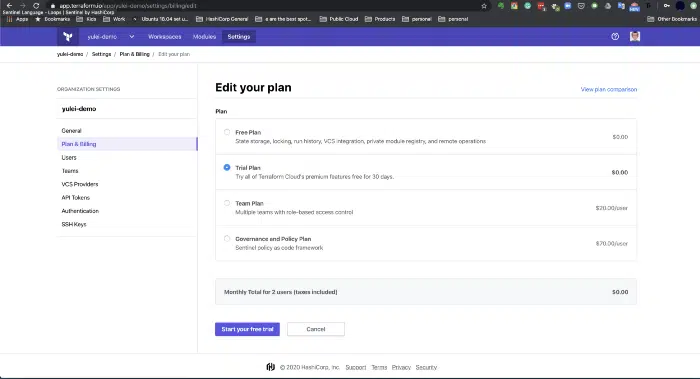 app.terraform.io/app/yuki-demo/settings/billing/edit
Sentinel Language - Loops | Sentinel by HashiCorp
Apps
Bookmarks
Kids
Work
Ubuntu 18.04 set u...
HashiCorp General
a are the best spot...
Public Cloud
Products
personal
personal
Other Bookmarks
yuki-demo
Workspaces
Modules
Settings
yukei-demo / Settings / Plan & Billing / Edit your plan
ORGANIZATION SETTINGS
yukei-demo
General
Plan & Billing
Users
Teams
VCS Providers
API Tokens
Authentication
SSH Keys
Edit your plan
View plan comparison
Plan
Free Plan
State storage, locking, run history, VCS integration, private module registry, and remote operations
$0.00
Trial Plan
Try all of Terraform Cloud's premium features free for 30 days.
$0.00
Team Plan
Multiple teams with role-based access control
$20.00/user
Governance and Policy Plan
Sentinel policy as code framework
$70.00/user
Monthly Total for 2 users (taxes included)
$0.00
Start your free trial
Cancel
© 2020 HashiCorp, Inc.
Support
Terms
Privacy
Security